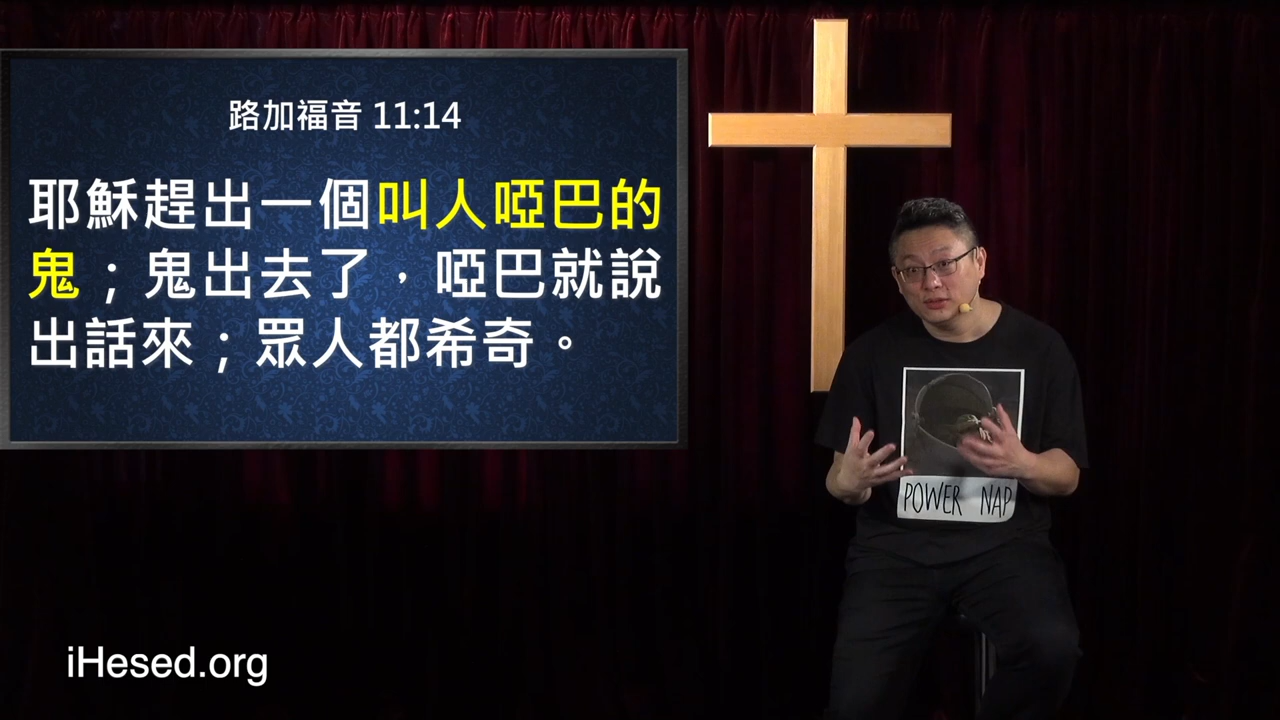 路加福音 11:14
耶穌趕出一個叫人啞巴的
鬼；鬼出去了，啞巴就說
出話來；眾人都希奇。
POWER NAP
iHesed.org